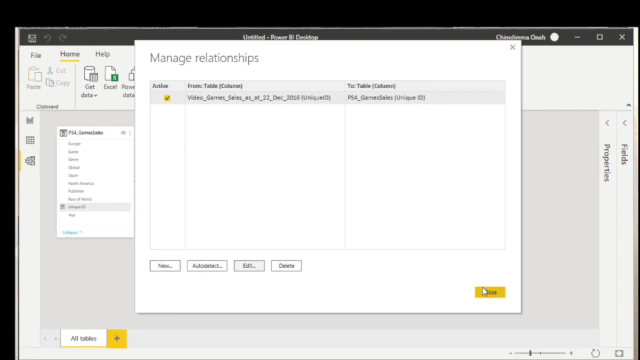 Untitled - Power BI Desktop
Chimdimma Onah
File
Home
Help
Paste
Cut
Copy
Clipboard
Get
data
Excel
Power
Manage relationships
Active
From: Table (Column)
To: Table (Column)
Video_Games_Sales_as_at_22_Dec_2016 (UniqueID)
PS4_GamesSales (Unique ID)
PS4_GamesSales
Europe
Game
Genre
Global
Japan
North America
Publisher
Rest of World
Unique ID
Year
Collapse
New...
Autodetect...
Edit...
Delete
Close
Properties
Fields
All tables